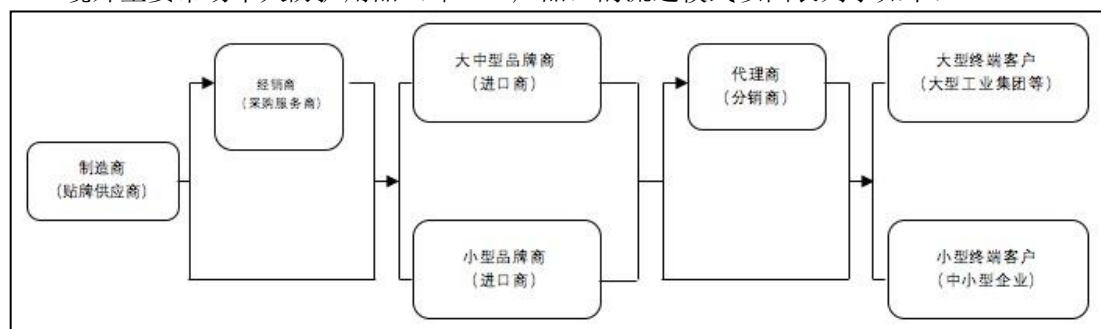 经销商
(采购服务商)
大中型品牌商
(进口商)
代理商
(分销商)
大型终端客户
(大型工业集团等)
制造商
(贴牌供应商)
小型品牌商
(进口商)
小型终端客户
(中小型企业)